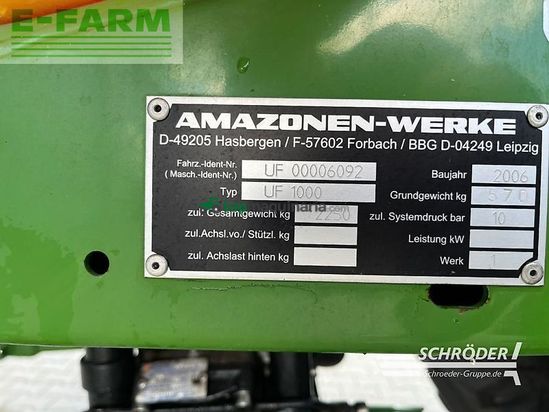 E-FARM
AMAZONEN-WERKE
D-49205 Hasbergen / F-57602 Forbach / BBG D-04249 Leipzig
Fahrz.-Ident-Nr. UF 00006092 Baujahr 2006
(Masch.-Ident-Nr.)
Typ UF 1000 Grundgewicht kg 570
zul. Gesamtgewicht kg 2250 zul. Systemdruck bar 10
zul.Achsl.vo./ Stützl. kg Leistung kW
zul. Achslast hinten kg Werk 1
SCHRÖDER
Schroeder-Gruppe.de